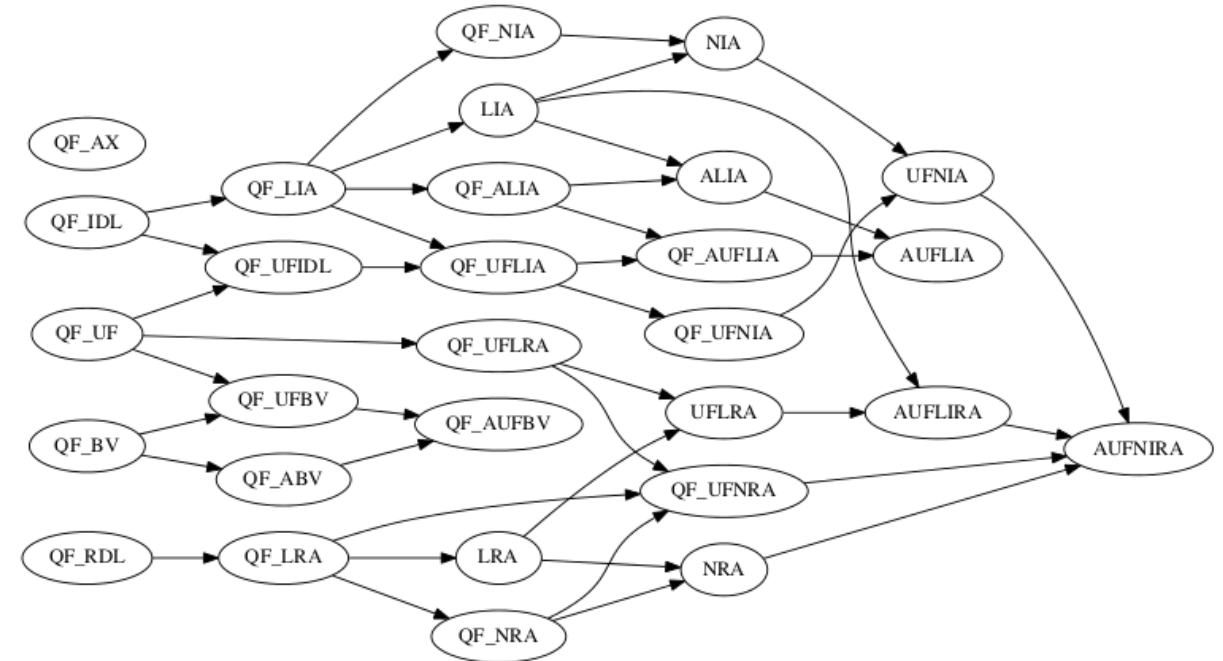 QF_NIA
NIA
LIA
QF_AX
QF_LIA
QF_ALIA
ALIA
UFNIA
QF_IDL
QF_UFIDL
QF_UFLIA
QF_AUFLIA
AUFLIA
QF_UF
QF_UFLRA
QF_UFNIA
QF_UFBV
QF_AUFBV
UFLRA
AUFLIRA
QF_BV
QF_ABV
QF_UFNRA
AUFNIRA
QF_RDL
QF_LRA
LRA
NRA
QF_NRA